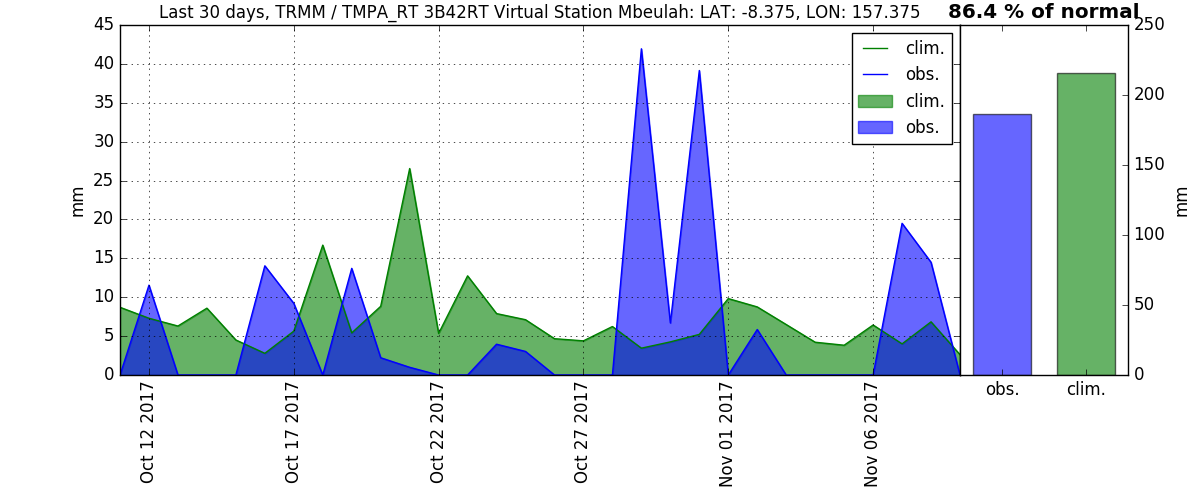 Last 30 days, TRMM / TMPA_RT 3B42RT Virtual Station Mbeulah: LAT: -8.375, LON: 157.375
86.4 % of normal
mm
45
40
35
30
25
20
15
10
5
0
clim.
obs.
clim.
obs.
Oct 12 2017
Oct 17 2017
Oct 22 2017
Oct 27 2017
Nov 01 2017
Nov 06 2017
250
200
150
100
50
0
mm
obs.
clim.